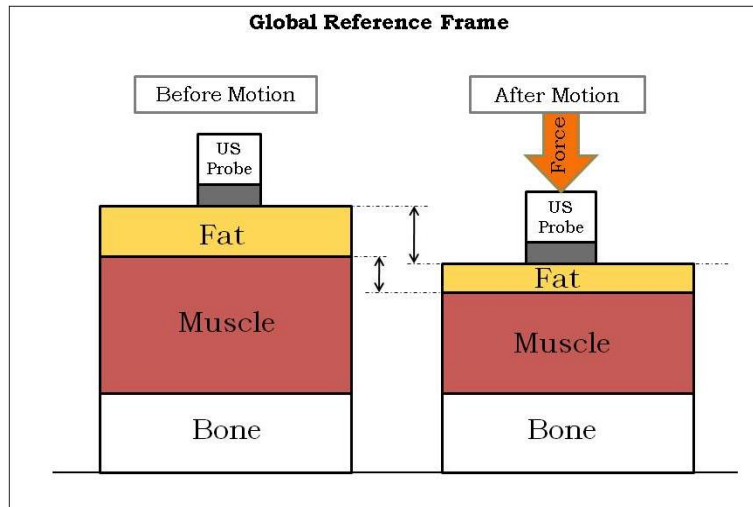 Global Reference Frame
Before Motion
After Motion
US
Probe
Force
US
Probe
Fat
Fat
Muscle
Muscle
Bone
Bone